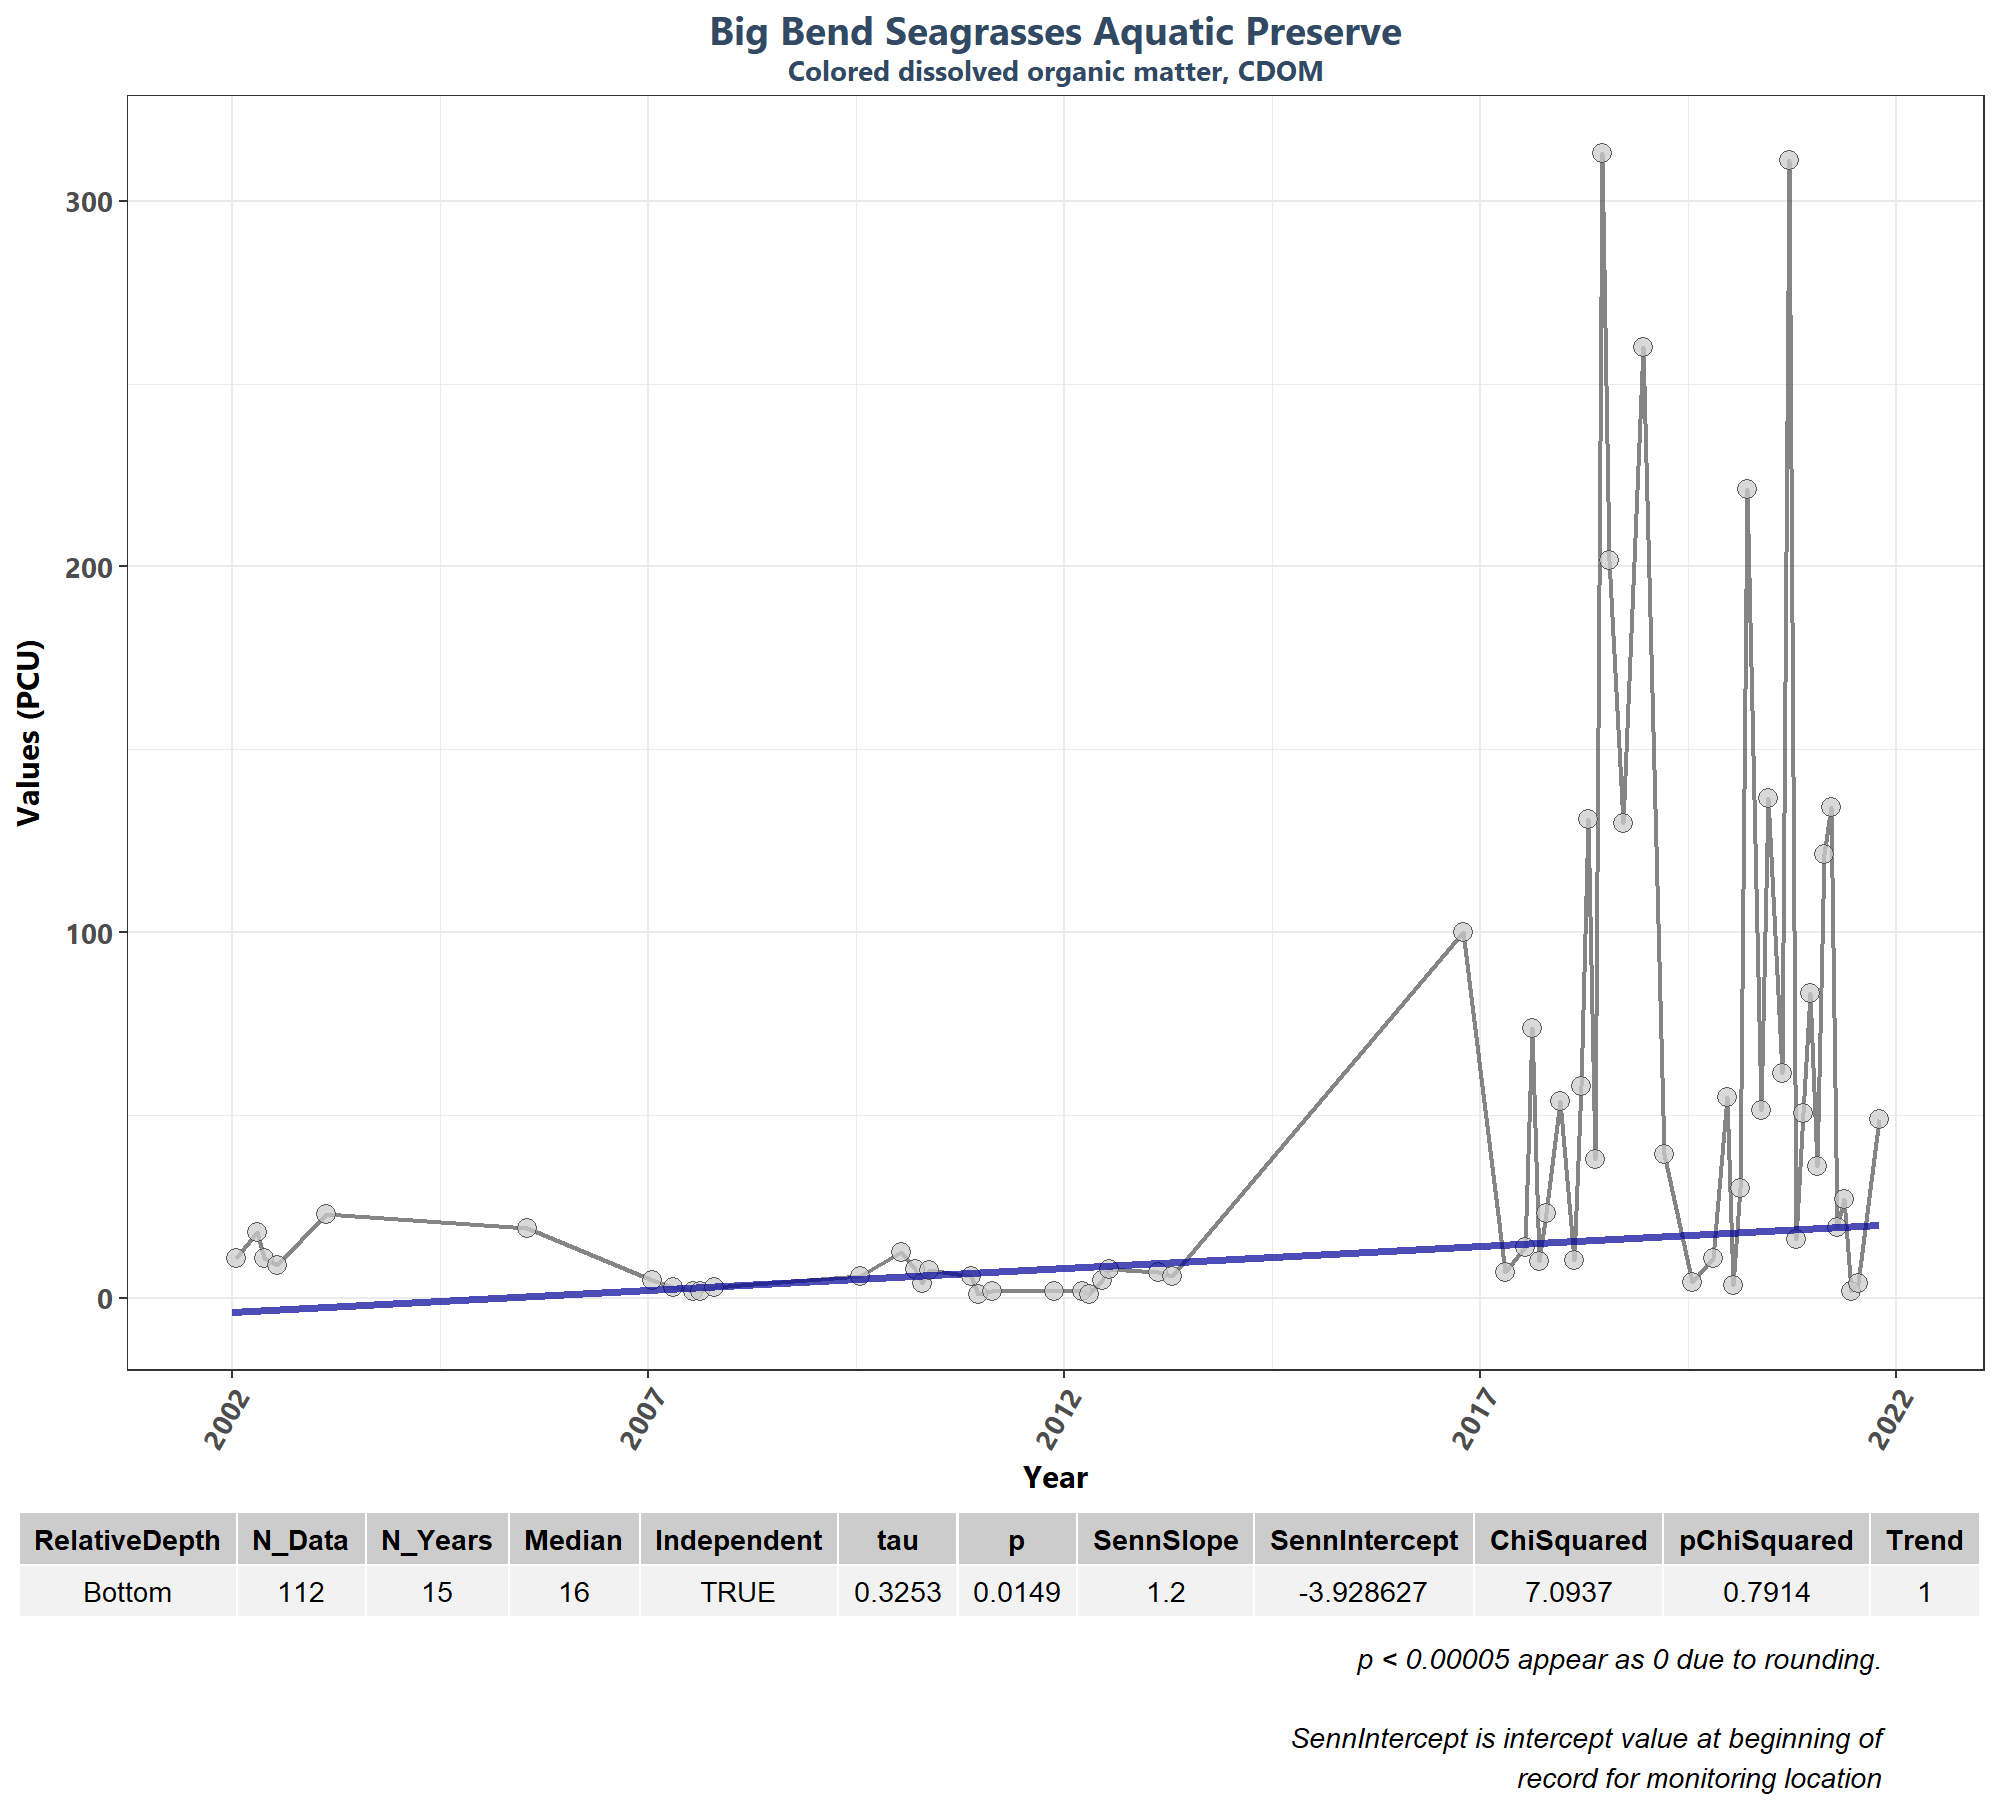 Big Bend Seagrasses Aquatic Preserve
Colored dissolved organic matter, CDOM
Values (PCU)
300
200
100
0
2002 2007 2012 2017 2022
Year
RelativeDepth N_Data N_Years Median Independent tau p SennSlope SennIntercept ChiSquared pChiSquared Trend
Bottom 112 15 16 TRUE 0.3253 0.0149 1.2 -3.928627 7.0937 0.7914 1
p < 0.00005 appear as 0 due to rounding.
SennIntercept is intercept value at beginning of
record for monitoring location